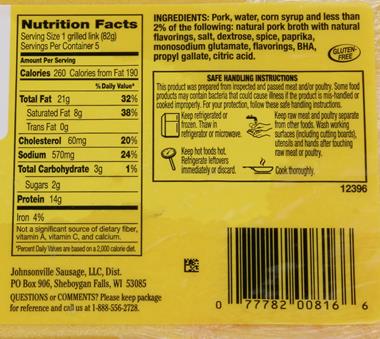 Nutrition Facts
Serving Size 1 grilled link (82g)
Servings Per Container 5
Amount Per Serving
Calories 260 Calories from Fat 190
% Daily Value*
Total Fat 21g 32%
Saturated Fat 8g 38%
Trans Fat 0g
Cholesterol 60mg 20%
Sodium 570mg 24%
Total Carbohydrate 3g 1%
Sugars 2g
Protein 14g
Iron 4%
Not a significant source of dietary fiber,
vitamin A, vitamin C, and calcium.
*Percent Daily Values are based on a 2,000 calorie diet.
Johnsonville Sausage, LLC, Dist.
PO Box 906, Sheboygan Falls, WI 53085
QUESTIONS or COMMENTS? Please keep package
for reference and call us at 1-888-556-2728.
INGREDIENTS: Pork, water, corn syrup and less than
2% of the following: natural pork broth with natural
flavorings, salt, dextrose, spice, paprika,
monosodium glutamate, flavorings, BHA,
propyl gallate, citric acid.
GLUTEN-
FREE
SAFE HANDLING INSTRUCTIONS
This product was prepared from inspected and passed meat and/or poultry. Some food
products may contain bacteria that could cause illness if the product is mis-handled or
cooked improperly. For your protection, follow these safe handling instructions.
Keep refrigerated or
frozen. Thaw in
refrigerator or microwave.
Keep raw meat and poultry separate
from other foods. Wash working
surfaces (including cutting boards),
utensils and hands after touching
raw meat or poultry.
Keep hot foods hot.
Refrigerate leftovers
immediately or discard.
Cook thoroughly.
12396
0 77782 00816 6